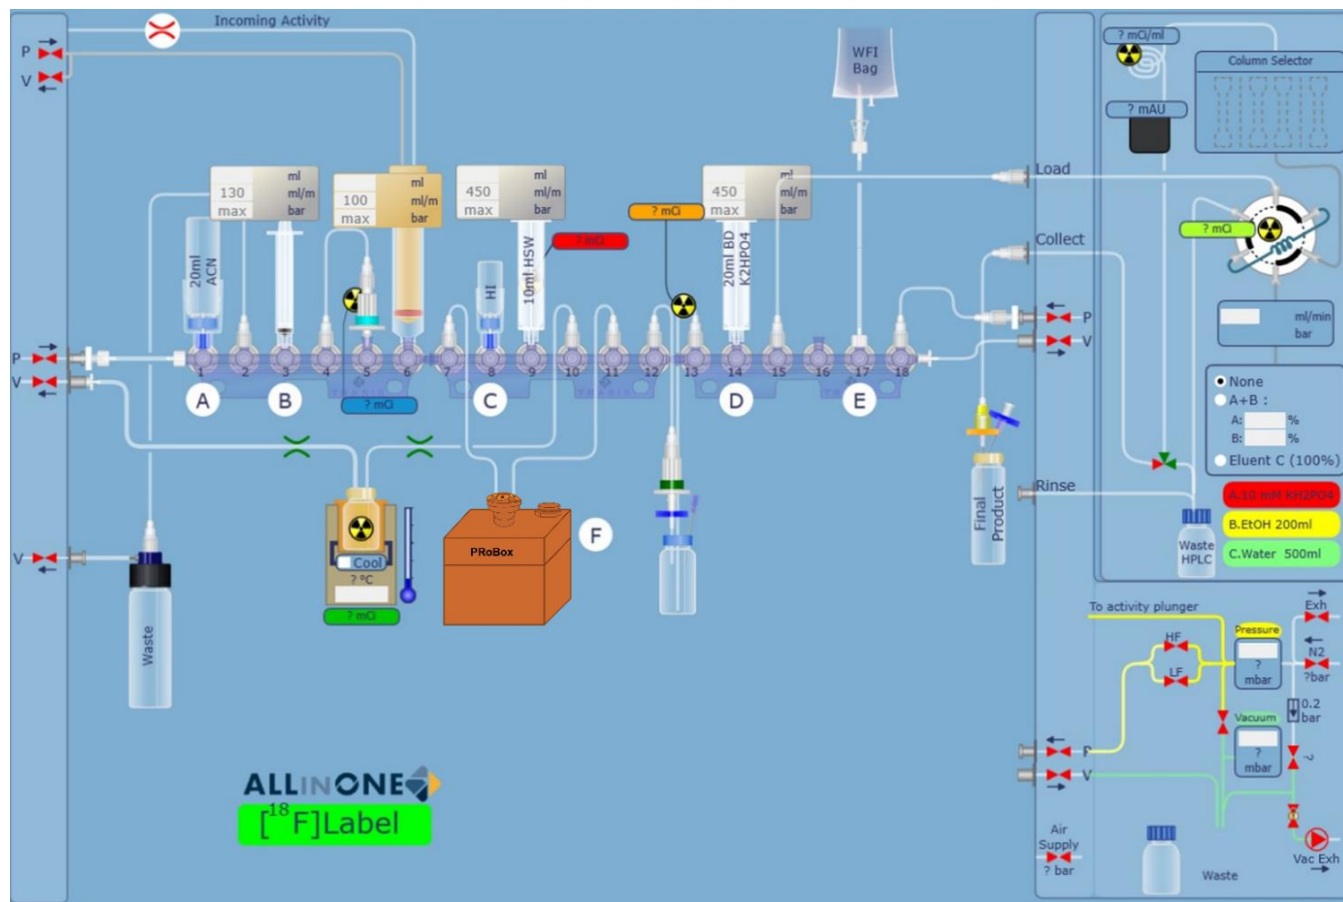 Incoming Activity
P
V
WFI
Bag
? mCi/ml
Column Selector
? mAU
Load
130
max
ml
ml/m
bar
100
max
ml
ml/m
bar
450
max
ml
ml/m
bar
? mCi
? mCi
450
max
ml
ml/m
bar
? mCi
Collect
20ml
ACN
HI
10ml HSW
20ml BD
K2HPO4
ml/min
bar
P
V
P
V
1
2
3
4
5
6
7
8
9
10
11
12
13
14
15
16
17
18
TRASIS
A
B
C
D
E
? mCi
None
A+B :
A:
%
B:
%
Eluent C (100%)
Rinse
A.10 mM KH2PO4
B.EtOH 200ml
C.Water 500ml
Final
Product
Waste
HPLC
V
Cool
? °C
? mCi
PRoBox
F
Waste
To activity plunger
Exh
HF
LF
Pressure
?
mbar
N2
?bar
0.2
bar
Vacuum
?
mbar
?
P
V
ALLINONE
[18F]Label
Air
Supply
? bar
Waste
Vac Exh